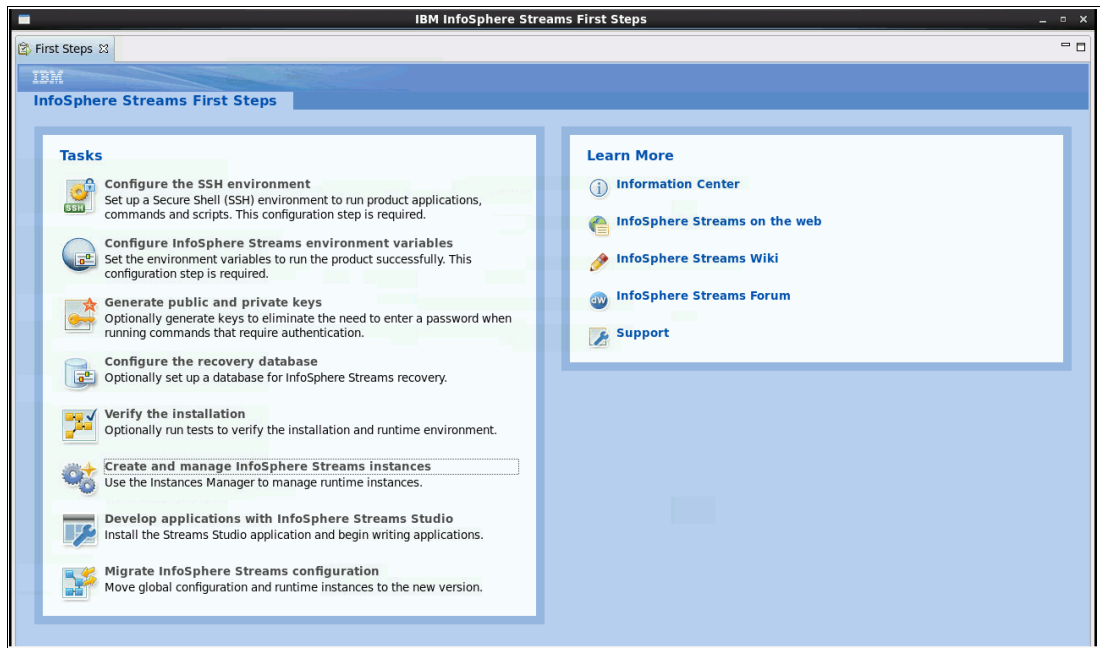 IBM InfoSphere Streams First Steps
First Steps
IBM
InfoSphere Streams First Steps
Tasks
Configure the SSH environment
Set up a Secure Shell (SSH) environment to run product applications,
commands and scripts. This configuration step is required.
SSH
Configure InfoSphere Streams environment variables
Set the environment variables to run the product successfully. This
configuration step is required.
Generate public and private keys
Optionally generate keys to eliminate the need to enter a password when
running commands that require authentication.
Configure the recovery database
Optionally set up a database for InfoSphere Streams recovery.
Verify the installation
Optionally run tests to verify the installation and runtime environment.
Create and manage InfoSphere Streams instances
Use the Instances Manager to manage runtime instances.
Develop applications with InfoSphere Streams Studio
Install the Streams Studio application and begin writing applications.
Migrate InfoSphere Streams configuration
Move global configuration and runtime instances to the new version.
Learn More
Information Center
InfoSphere Streams on the web
InfoSphere Streams Wiki
dW
InfoSphere Streams Forum
Support